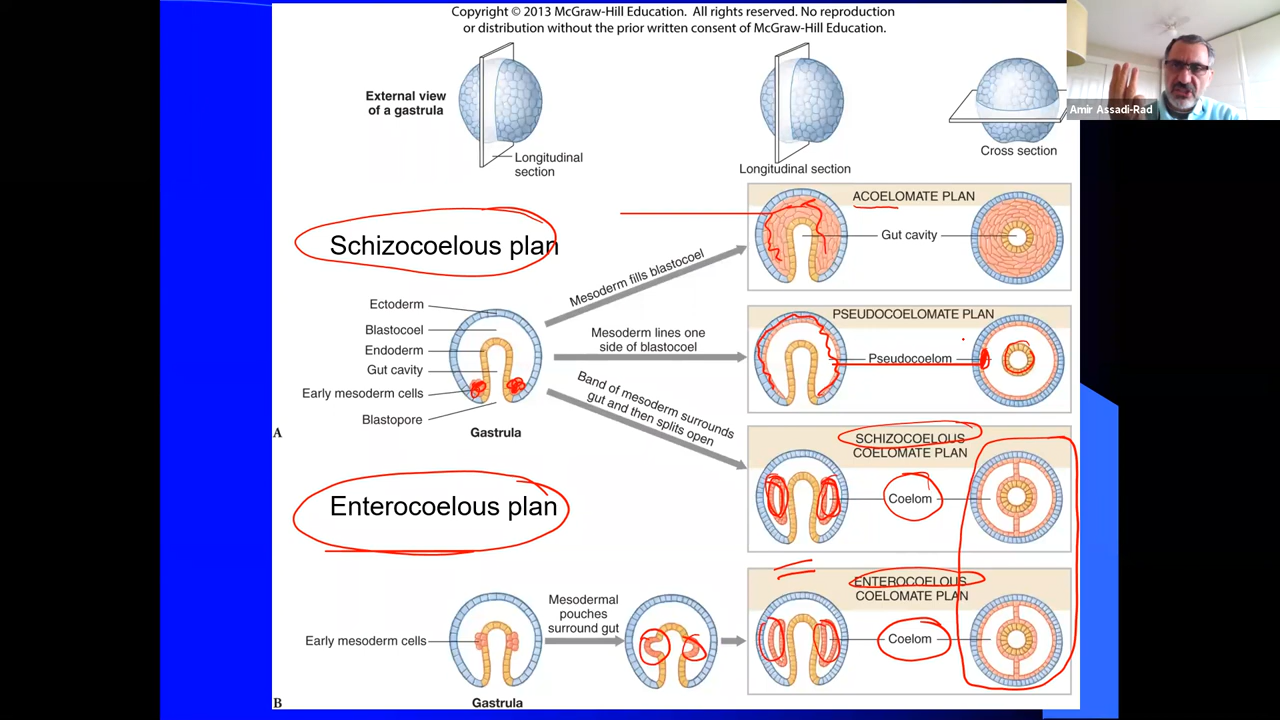 Copyright © 2013 McGraw-Hill Education. All rights reserved. No reproduction
or distribution without the prior written consent of McGraw-Hill Education.
Amir Assadi-Rad
External view
of a gastrula
Longitudinal
section
Longitudinal section
Cross section
Schizocoelous plan
ACOELOMATE PLAN
Gut cavity
Mesoderm fills blastocoel
Ectoderm
Blastocoel
Endoderm
Gut cavity
Early mesoderm cells
Blastopore
Gastrula
A
Mesoderm lines one
side of blastocoel
PSEUDOCOELOMATE PLAN
Pseudocoelom
Band of mesoderm surrounds
gut and then splits open
SCHIZOCOELOUS
COELOMATE PLAN
Coelom
Enterocoelous plan
Early mesoderm cells
Gastrula
B
Mesodermal
pouches
surround gut
ENTEROCOELOUS
COELOMATE PLAN
Coelom